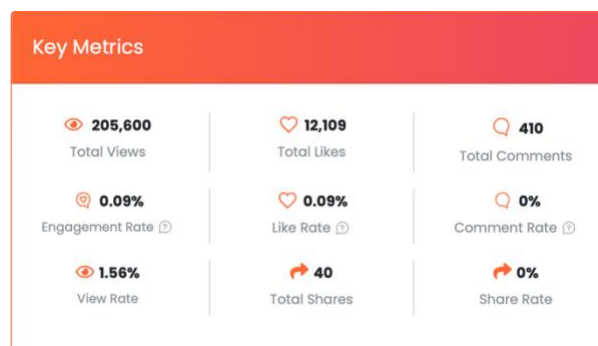 Key Metrics
205,600
Total Views
12,109
Total Likes
410
Total Comments
0.09%
Engagement Rate ?
0.09%
Like Rate ?
0%
Comment Rate ?
1.56%
View Rate
40
Total Shares
0%
Share Rate